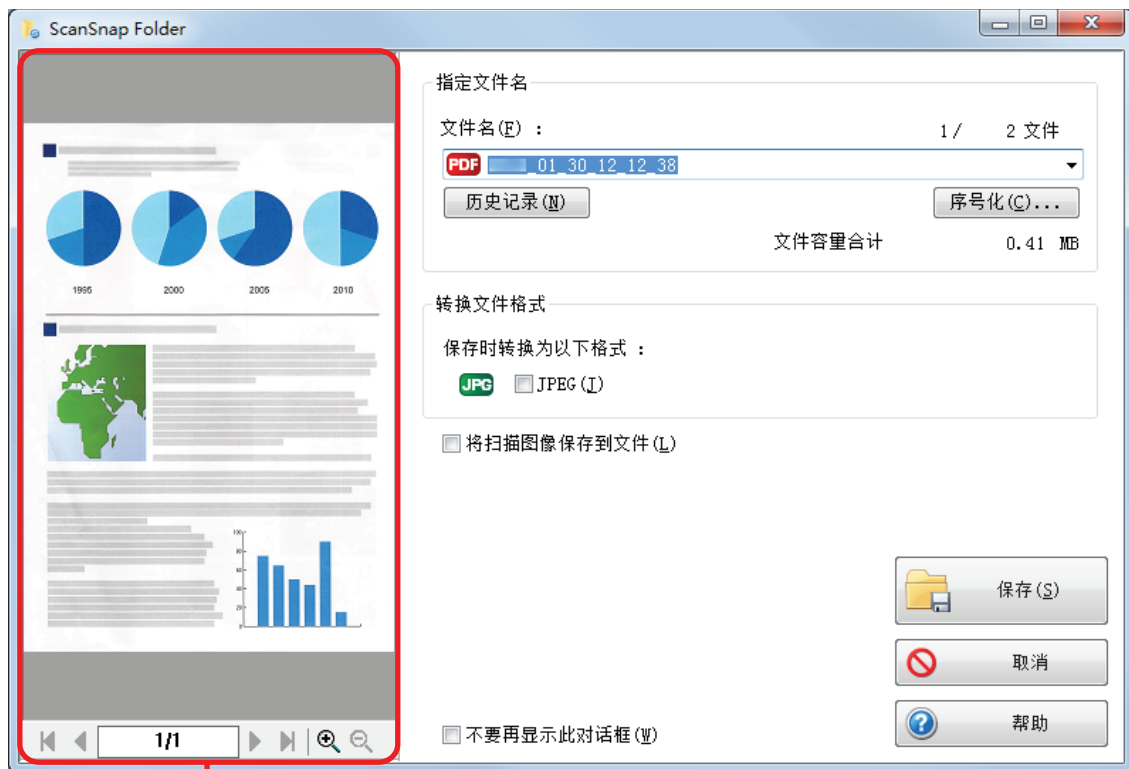 ScanSnap Folder
指定文件名
文件名(F) :
1/ 2 文件
PDF _01_30_12_12_38
历史记录(N)
序号化(C)...
文件容量合计 0.41 MB
转换文件格式
保存时转换为以下格式 :
JPG JPEG(J)
将扫描图像保存到文件(L)
保存(S)
取消
帮助
不要再显示此对话框(W)
1995 2000 2005 2010
1/1